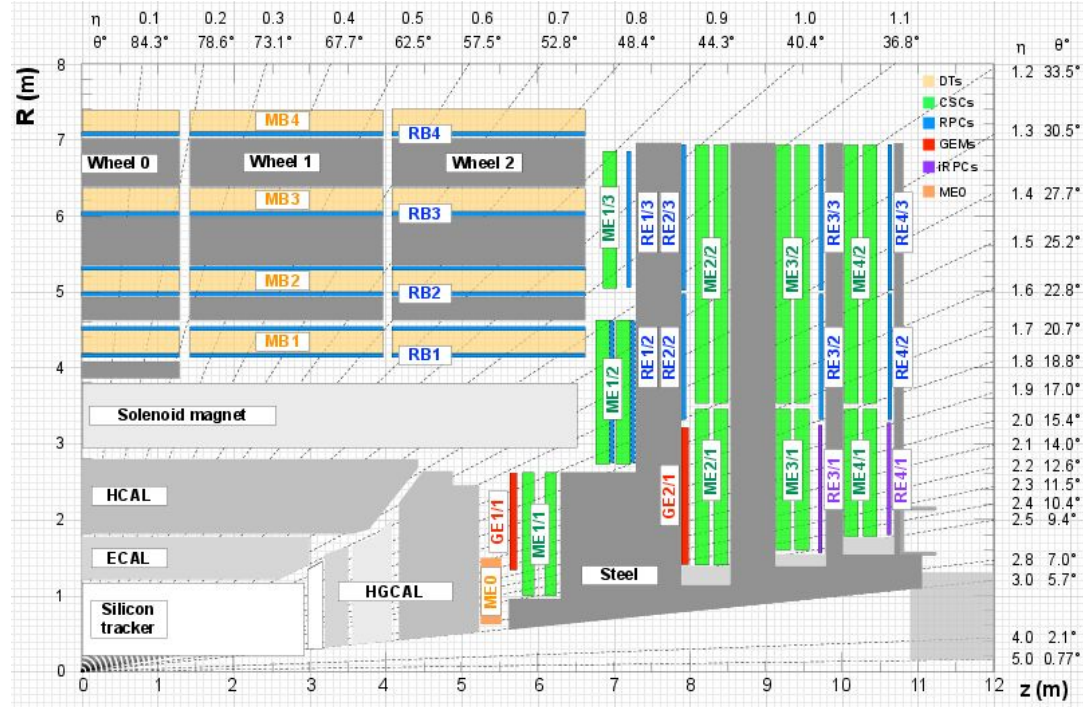 η 0.1 0.2 0.3 0.4 0.5 0.6 0.7 0.8 0.9 1.0 1.1
θ° 84.3° 78.6° 73.1° 67.7° 62.5° 57.5° 52.8° 48.4° 44.3° 40.4° 36.8° η θ°
R (m)
8
7
6
5
4
3
2
1
0
1.2 33.5°
1.3 30.5°
1.4 27.7°
1.5 25.2°
1.6 22.8°
1.7 20.7°
1.8 18.8°
1.9 17.0°
2.0 15.4°
2.1 14.0°
2.2 12.6°
2.3 11.5°
2.4 10.4°
2.5 9.4°
2.8 7.0°
3.0 5.7°
4.0 2.1°
5.0 0.77°
DTs
CSCs
RPCs
GEMs
iRPCs
ME0
MB4
RB4
Wheel 0 Wheel 1 Wheel 2
MB3
RB3
MB2
RB2
MB1
RB1
Solenoid magnet
HCAL
ECAL
Silicon
tracker
HGCAL
Steel
ME0
GE1/1
ME1/1
ME1/2
ME1/3
RE1/3
RE2/3
RE1/2
RE2/2
GE2/1
ME2/2
ME2/1
ME3/2
ME3/1
RE3/3
RE3/2
RE3/1
ME4/2
ME4/1
RE4/3
RE4/2
RE4/1
0 1 2 3 4 5 6 7 8 9 10 11 12 z (m)